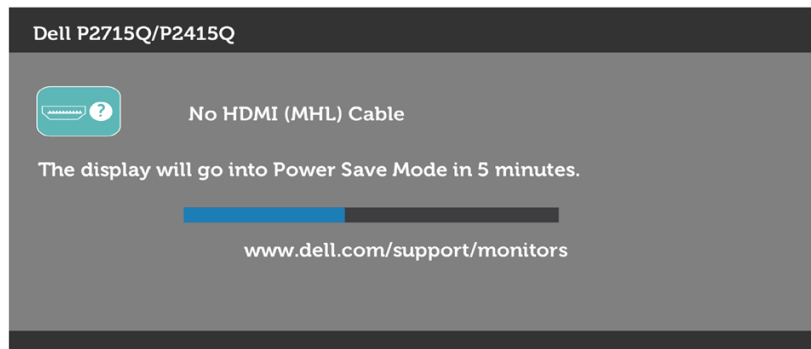 Dell P2715Q/P2415Q
?
No HDMI (MHL) Cable
The display will go into Power Save Mode in 5 minutes.
www.dell.com/support/monitors